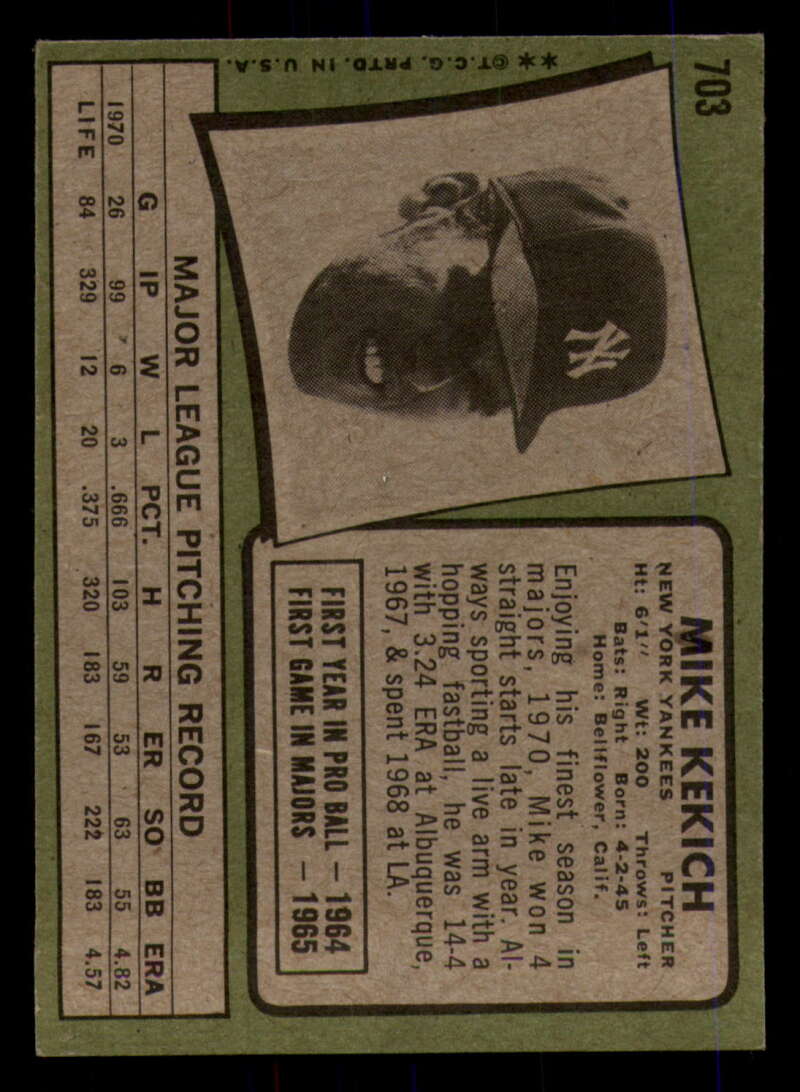 703
**©T.C.G. PRTD. IN U.S.A.
NY
MIKE KEKICH
NEW YORK YANKEES PITCHER
Ht: 6'1" Wt: 200 Throws: Left
Bats: Right Born: 4-2-45
Home: Bellflower, Calif.
Enjoying his finest season in
majors, 1970, Mike won 4
straight starts late in year. Al-
ways sporting a live arm with a
hopping fastball, he was 14-4
with 3.24 ERA at Albuquerque,
1967, & spent 1968 at LA.
FIRST YEAR IN PRO BALL — 1964
FIRST GAME IN MAJORS — 1965
MAJOR LEAGUE PITCHING RECORD
G IP W L PCT. H R ER SO BB ERA
1970 26 99 6 3 .666 103 59 53 63 55 4.82
LIFE 84 329 12 20 .375 320 183 167 222 183 4.57